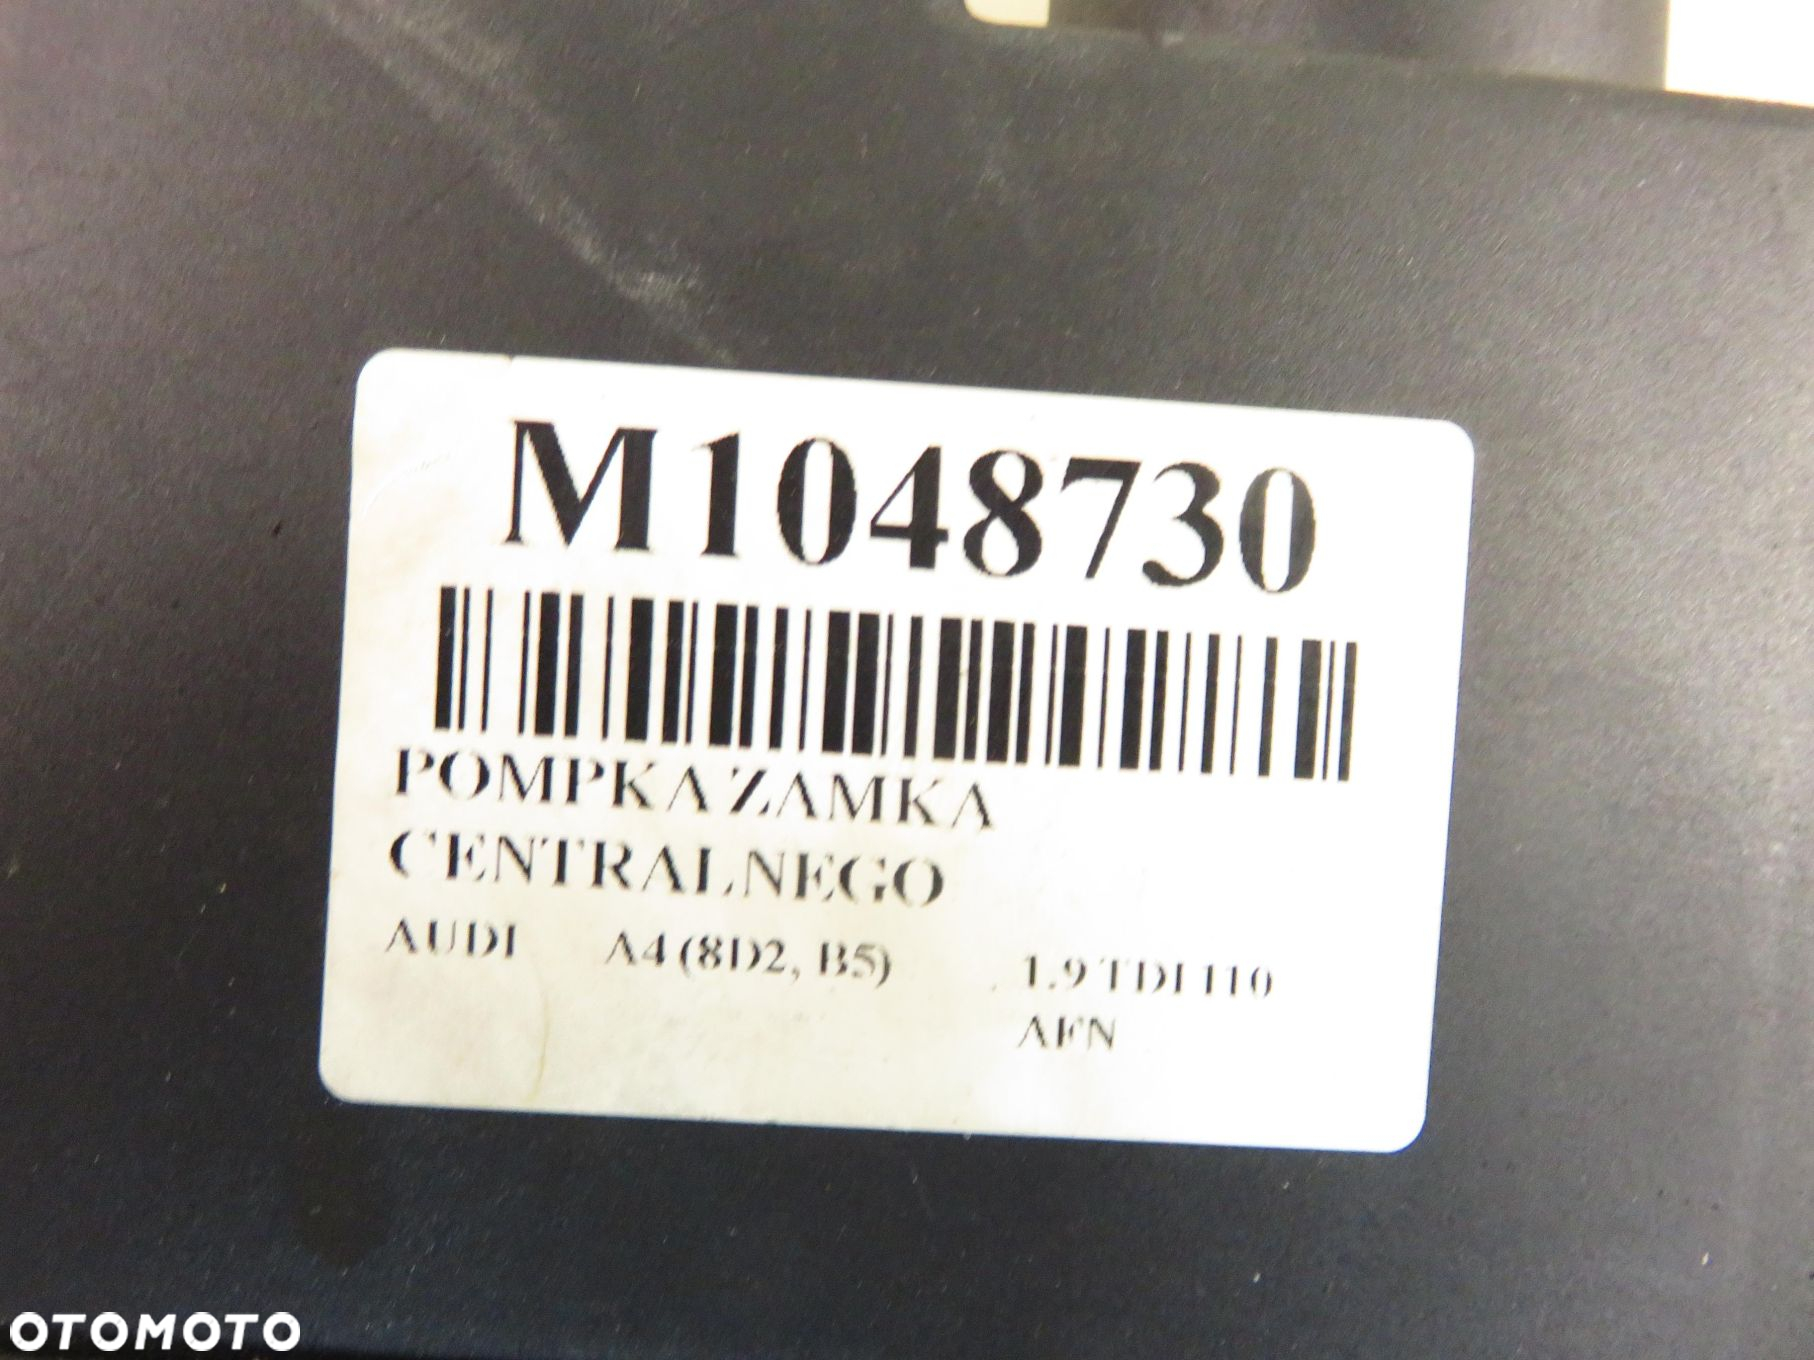 M1048730
POMPKA ZAMKA
CENTRALNEGO
AUDI A4 (8D2, B5) 1.9 TDI 110
AFN
OTOMOTO